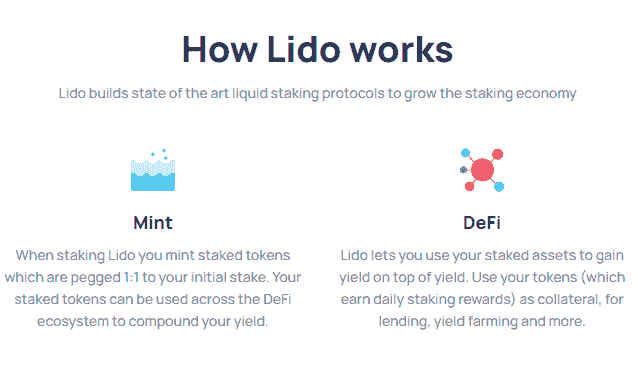 How Lido works
Lido builds state of the art liquid staking protocols to grow the staking economy
Mint
When staking Lido you mint staked tokens
which are pegged 1:1 to your initial stake. Your
staked tokens can be used across the DeFi
ecosystem to compound your yield.
DeFi
Lido lets you use your staked assets to gain
yield on top of yield. Use your tokens (which
earn daily staking rewards) as collateral, for
lending, yield farming and more.